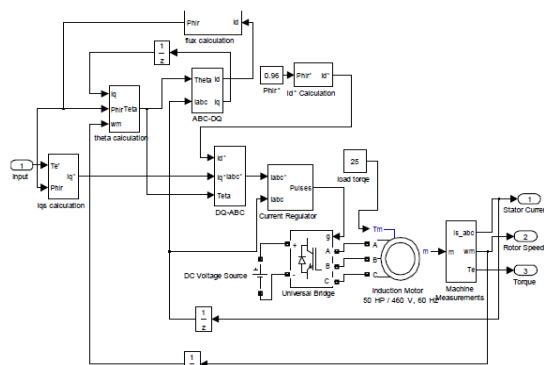 Phir
Id
flux calculation
1
z
Iq
Phir Teta
wm
theta calculation
Theta
Id
Iabc
Iq
ABC-DQ
0.96
Phir*
Phir*
Id*
Id* Calculation
1
Input
Te*
Iq*
Phir
iqs calculation
Id*
Iq* Iabc*
Teta
DQ-ABC
Iabc*
Pulses
Iabc
Current Regulator
25
load torqe
DC Voltage Source
+
-
g
A
B
C
Universal Bridge
Tm
A
B
C
m
Induction Motor
50 HP / 460 V, 60 Hz
m
is_abc
wm
Te
Machine
Measurements
1
Stator Curre
2
Rotor Speed
3
Torque
1
z
1
z